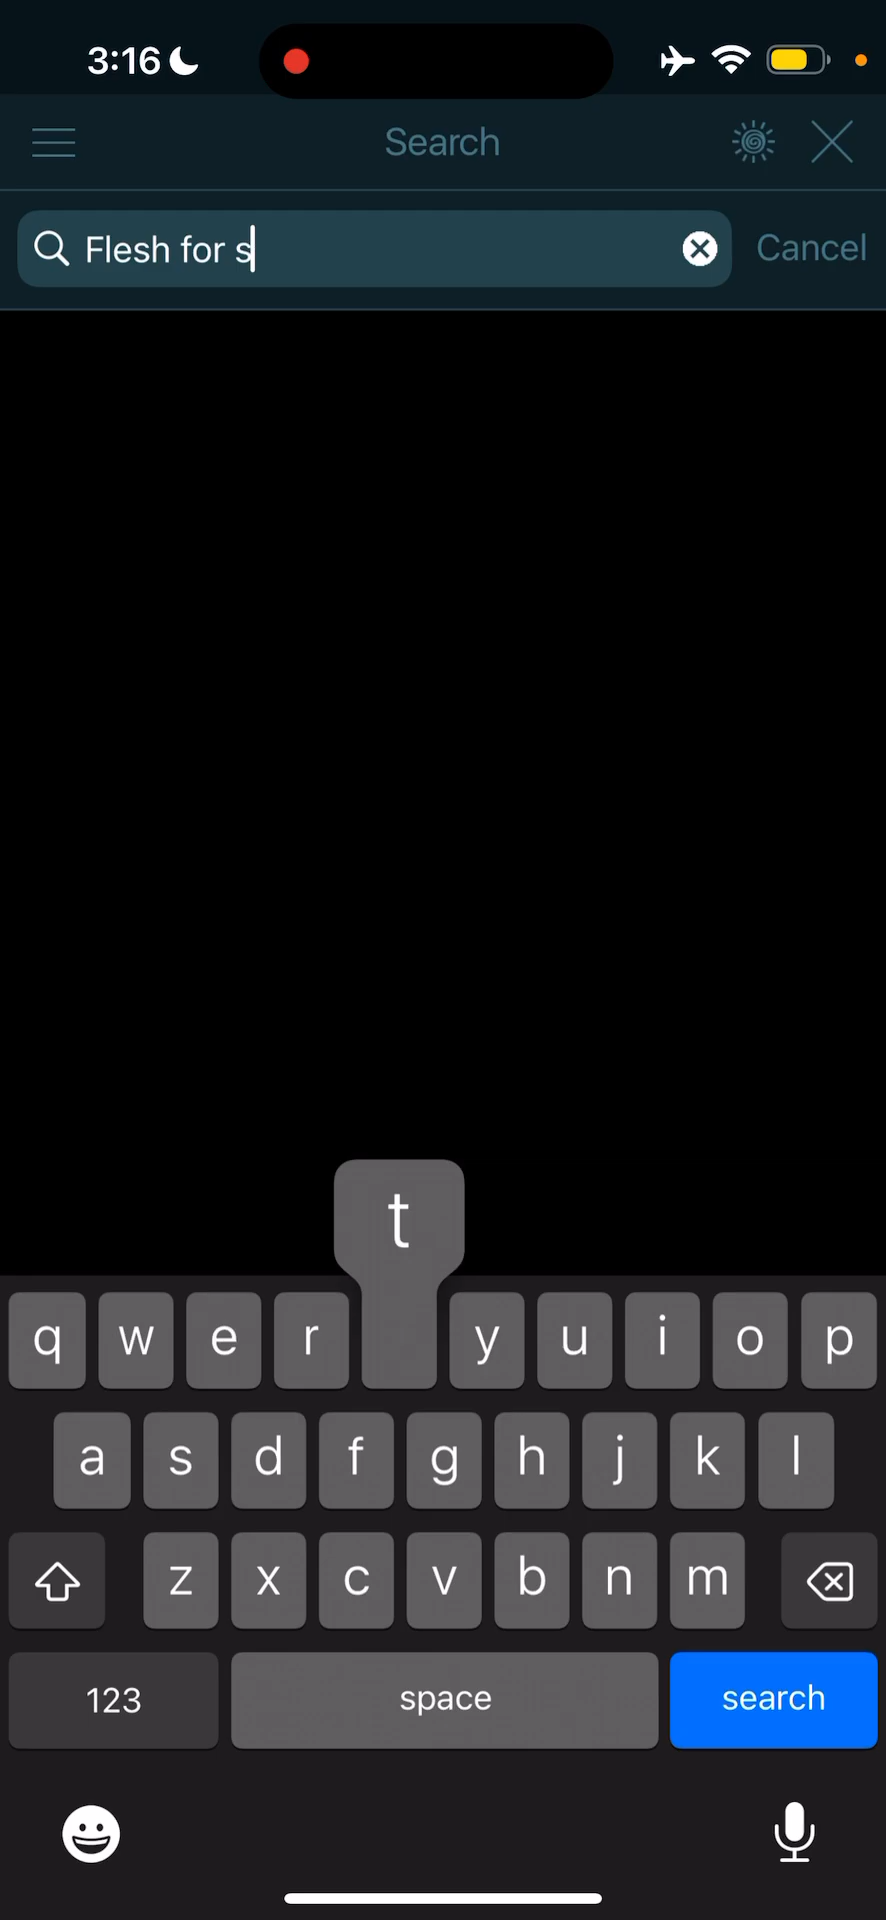 3:16
Search
Flesh for s
Cancel
t
q w e r y u i o p
a s d f g h j k l
z x c v b n m
123 space search